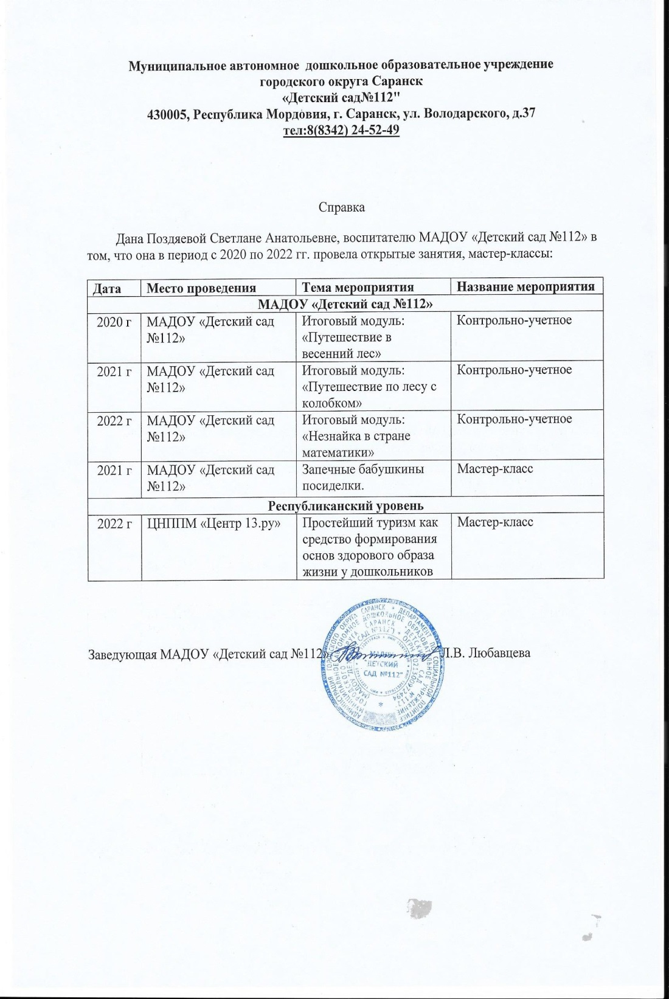 Муниципальное автономное дошкольное образовательное учреждение
городского округа Саранск
«Детский сад№112"
430005, Республика Мордовия, г. Саранск, ул. Володарского, д.37
тел:8(8342) 24-52-49
Справка
Дана Поздяевой Светлане Анатольевне, воспитателю МАДОУ «Детский сад №112» в
том, что она в период с 2020 по 2022 гг. провела открытые занятия, мастер-классы:
Дата Место проведения Тема мероприятия Название мероприятия
МАДОУ «Детский сад №112»
2020 г МАДОУ «Детский сад Итоговый модуль: Контрольно-учетное
№112» «Путешествие в
весенний лес»
2021 г МАДОУ «Детский сад Итоговый модуль: Контрольно-учетное
№112» «Путешествие по лесу с
колобком»
2022 г МАДОУ «Детский сад Итоговый модуль: Контрольно-учетное
№112» «Незнайка в стране
математики»
2021 г МАДОУ «Детский сад Запечные бабушкины Мастер-класс
№112» посиделки.
Республиканский уровень
2022 г ЦНППМ «Центр 13.ру» Простейший туризм как Мастер-класс
средство формирования
основ здорового образа
жизни у дошкольников
Заведующая МАДОУ «Детский сад №112» Л.В. Любавцева
"ДЕТСКИЙ
САД №112"